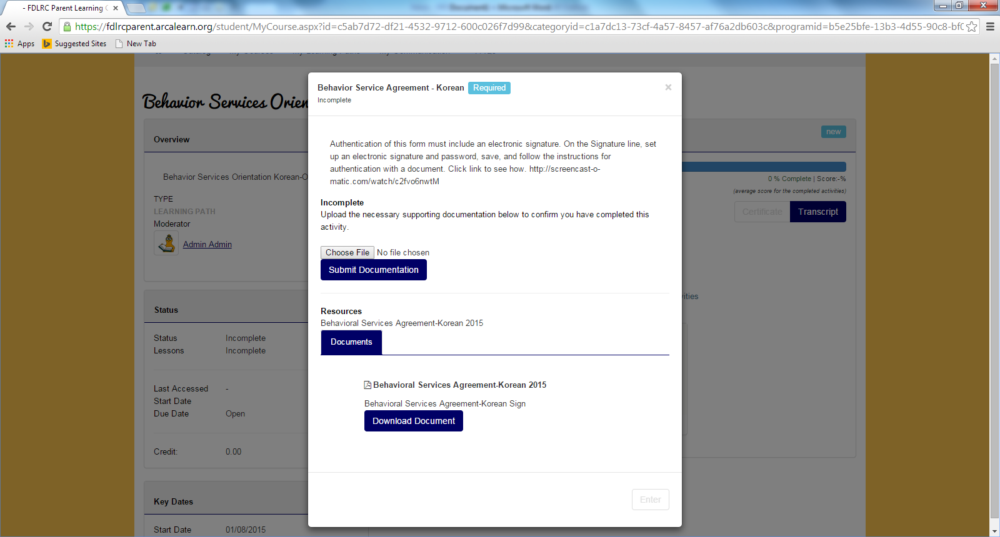 - FDLRC Parent Learning
https://fdlrcparent.arcalearn.org/student/MyCourse.aspx?id=c5ab7d72-df21-4532-9712-600c026f7d99&categoryid=c1a7dc13-73cf-4a57-8457-af76a2db603c&programid=b5e25bfe-13b3-4d55-90c8-bf0
Apps Suggested Sites New Tab
Behavior Service Agreement - Korean Required
Incomplete
Behavior Services Orien
Overview
new
Authentication of this form must include an electronic signature. On the Signature line, set
up an electronic signature and password, save, and follow the instructions for
authentication with a document. Click link to see how. http://screencast-o-
matic.com/watch/c2fvo6nwtM
Behavior Services Orientation Korean-O
0 % Complete | Score:-%
(average score for the completed activities)
TYPE
LEARNING PATH
Moderator
Admin Admin
Certificate Transcript
Incomplete
Upload the necessary supporting documentation below to confirm you have completed this
activity.
Choose File No file chosen
Submit Documentation
vities
Resources
Behavioral Services Agreement-Korean 2015
Documents
Status
Status Incomplete
Lessons Incomplete
Last Accessed -
Start Date
Due Date Open
Credit: 0.00
Behavioral Services Agreement-Korean 2015
Behavioral Services Agreement-Korean Sign
Download Document
Enter
Key Dates
Start Date 01/08/2015